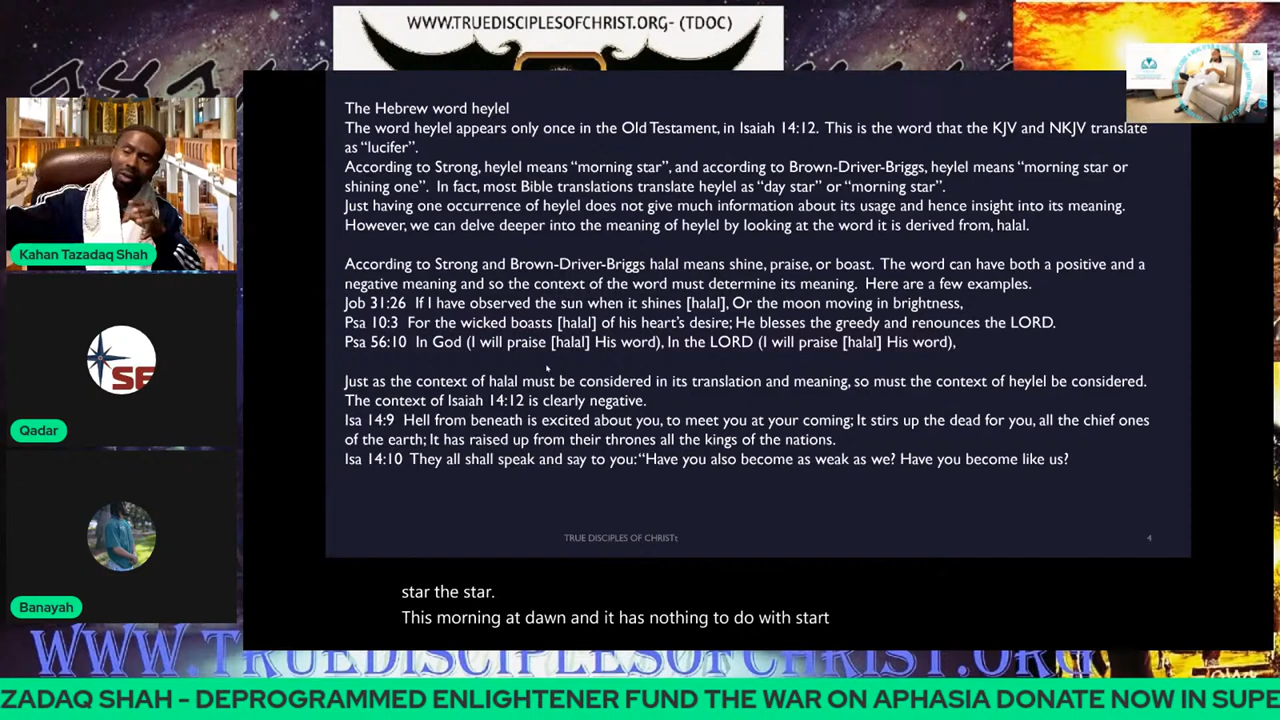 WWW.TRUEDISCIPLESOFCHRIST.ORG- (TDOC)
The Hebrew word heylel
The word heylel appears only once in the Old Testament, in Isaiah 14:12. This is the word that the KJV and NKJV translate
as “lucifer”.
According to Strong, heylel means “morning star”, and according to Brown-Driver-Briggs, heylel means “morning star or
shining one”. In fact, most Bible translations translate heylel as “day star” or “morning star”.
Just having one occurrence of heylel does not give much information about its usage and hence insight into its meaning.
However, we can delve deeper into the meaning of heylel by looking at the word it is derived from, halal.
According to Strong and Brown-Driver-Briggs halal means shine, praise, or boast. The word can have both a positive and a
negative meaning and so the context of the word must determine its meaning. Here are a few examples.
Job 31:26 If I have observed the sun when it shines [halal], Or the moon moving in brightness,
Psa 10:3 For the wicked boasts [halal] of his heart’s desire; He blesses the greedy and renounces the LORD.
Psa 56:10 In God (I will praise [halal] His word), In the LORD (I will praise [halal] His word),
Just as the context of halal must be considered in its translation and meaning, so must the context of heylel be considered.
The context of Isaiah 14:12 is clearly negative.
Isa 14:9 Hell from beneath is excited about you, to meet you at your coming; It stirs up the dead for you, all the chief ones
of the earth; It has raised up from their thrones all the kings of the nations.
Isa 14:10 They all shall speak and say to you: “Have you also become as weak as we? Have you become like us?
TRUE DISCIPLES OF CHRISTt
4
Kahan Tazadaq Shah
SE
Qadar
Banayah
star the star.
This morning at dawn and it has nothing to do with start
WWW.TRUEDISCIPLESOFCHRIST.ORG
ZADAQ SHAH - DEPROGRAMMED ENLIGHTENER FUND THE WAR ON APHASIA DONATE NOW IN SUPE